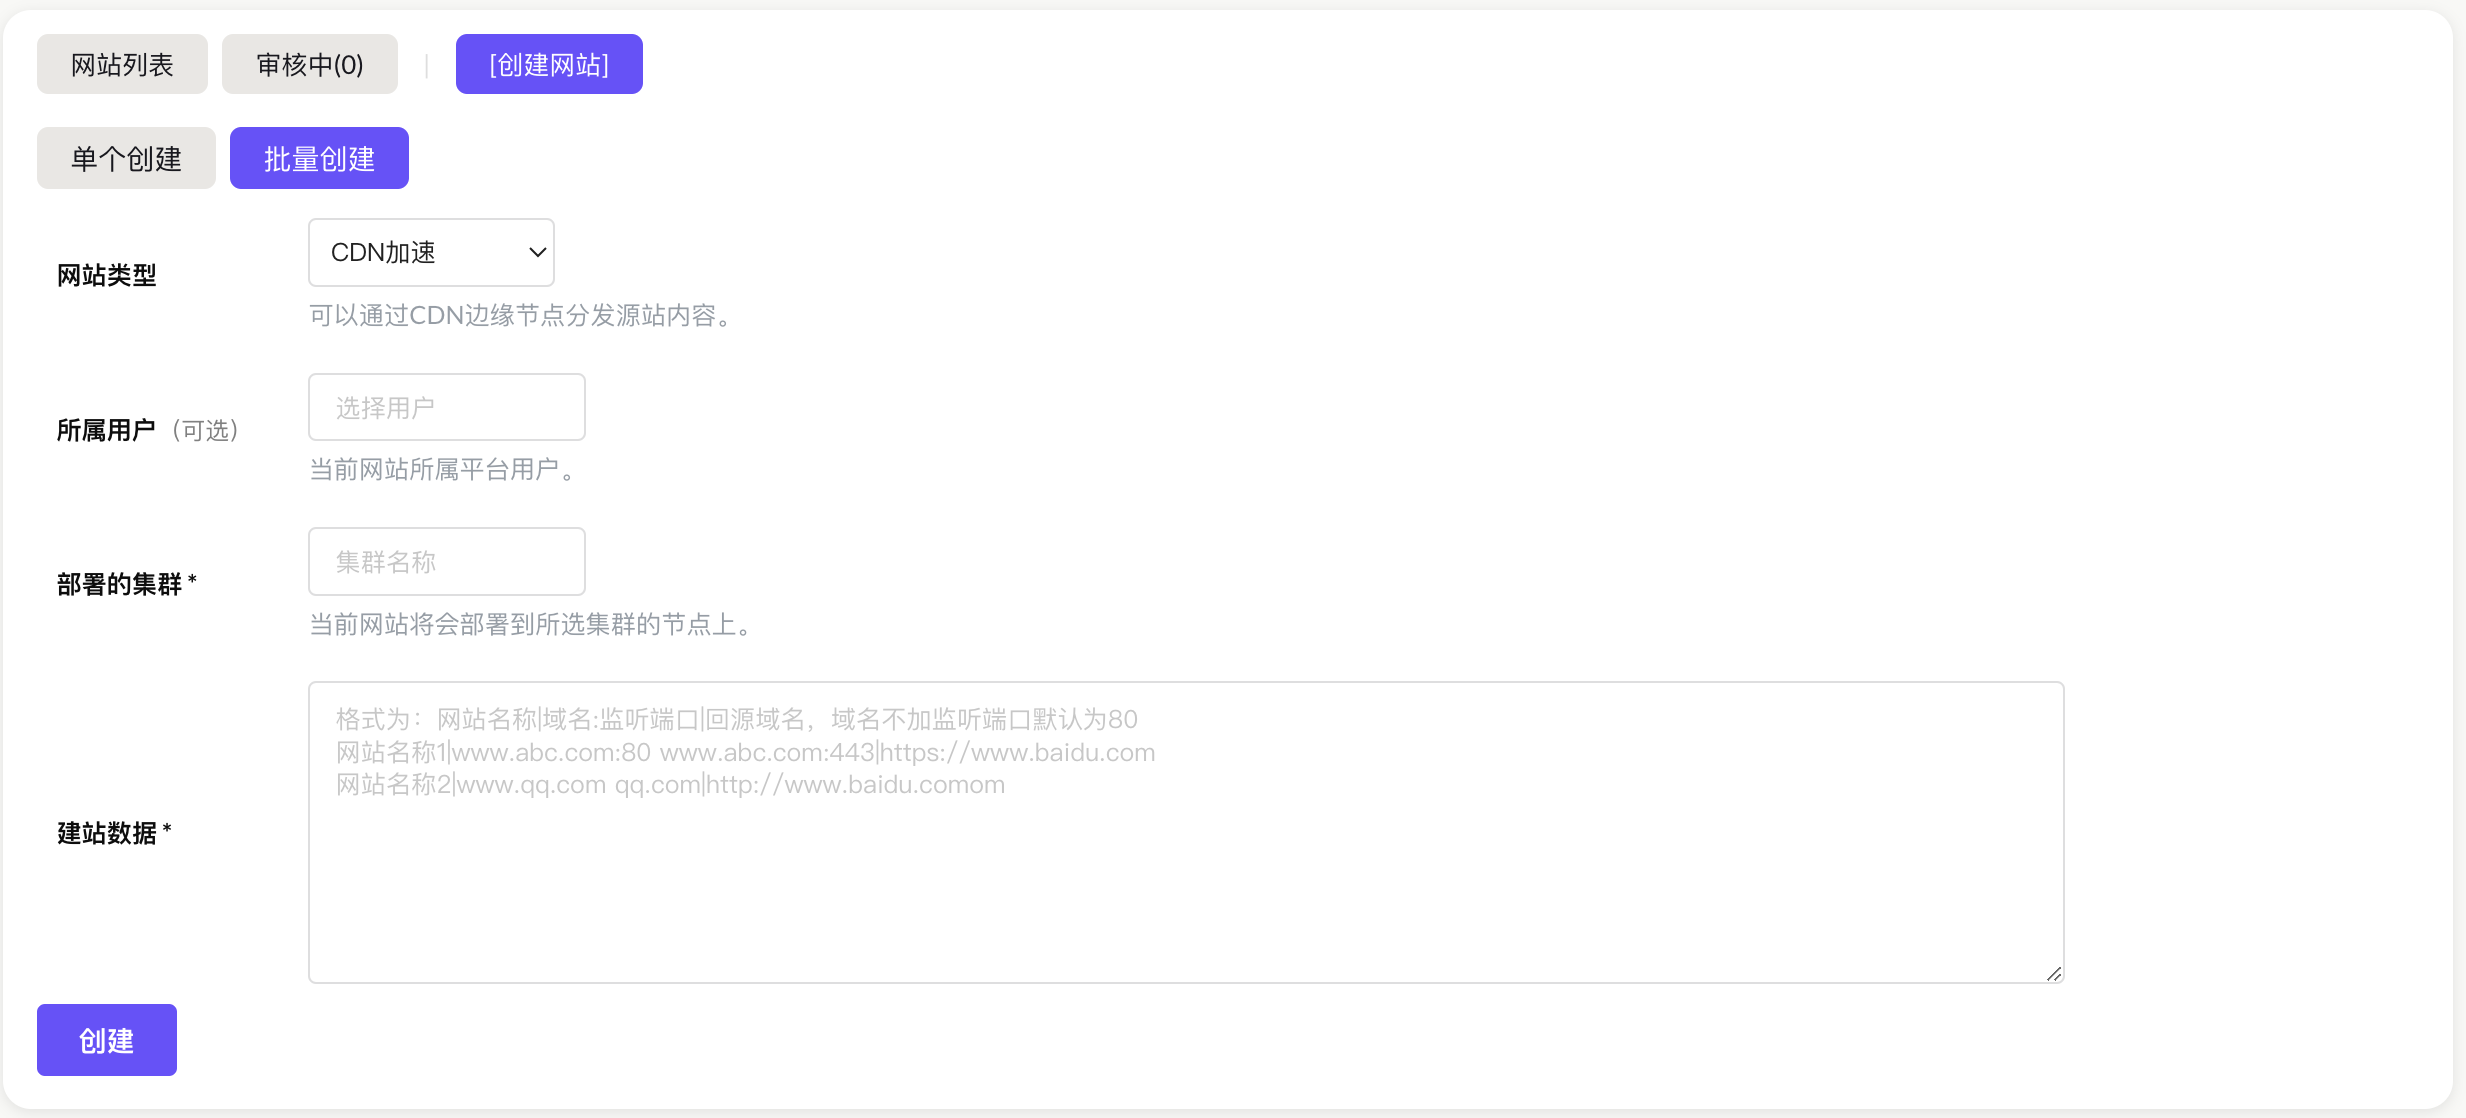 网站列表 审核中(0) | [创建网站]
单个创建 批量创建
网站类型 CDN加速
可以通过CDN边缘节点分发源站内容。
所属用户（可选） 选择用户
当前网站所属平台用户。
部署的集群 * 集群名称
当前网站将会部署到所选集群的节点上。
建站数据 *
格式为：网站名称|域名:监听端口|回源域名，域名不加监听端口默认为80
网站名称1|www.abc.com:80 www.abc.com:443|https://www.baidu.com
网站名称2|www.qq.com qq.com|http://www.baidu.comom
创建